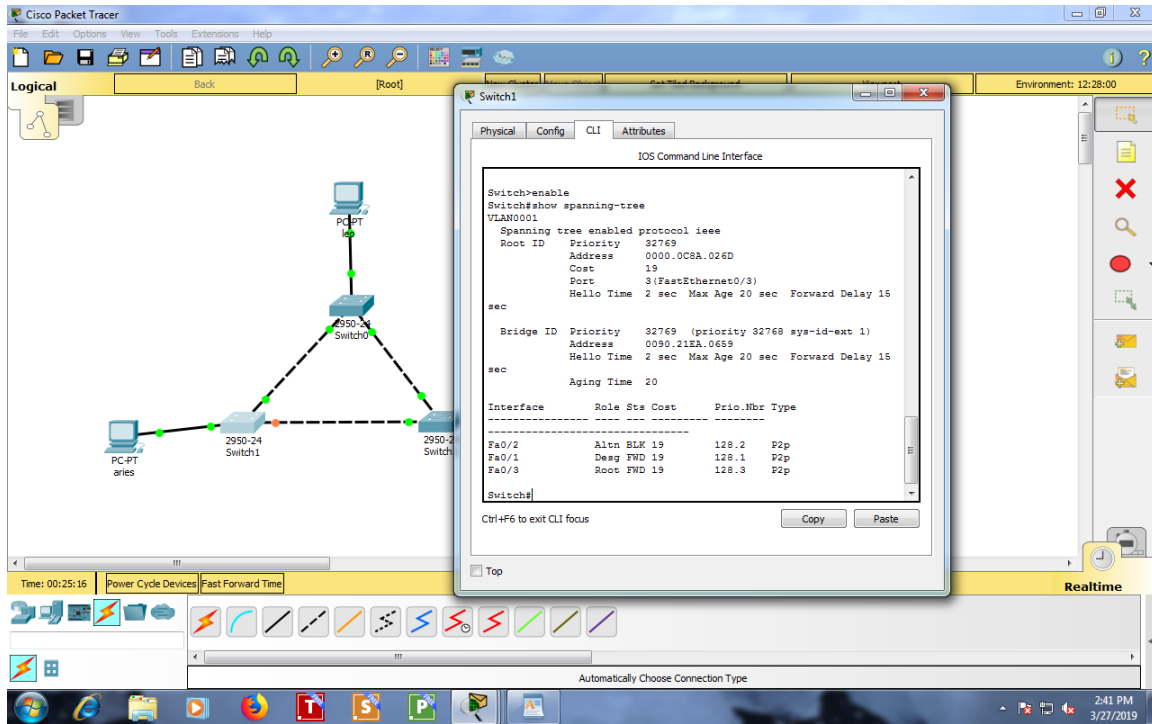 Cisco Packet Tracer
File Edit Options View Tools Extensions Help
Logical
Back
[Root]
Environment: 12:28:00
Switch1
Physical
Config
CLI
Attributes
IOS Command Line Interface
Switch>enable
Switch#show spanning-tree
VLAN0001
Spanning tree enabled protocol ieee
Root ID Priority 32769
Address 0000.0C8A.026D
Cost 19
Port 3(FastEthernet0/3)
Hello Time 2 sec Max Age 20 sec Forward Delay 15
sec
Bridge ID Priority 32769 (priority 32768 sys-id-ext 1)
Address 0090.21EA.0659
Hello Time 2 sec Max Age 20 sec Forward Delay 15
sec
Aging Time 20
Interface Role Sts Cost Prio.Nbr Type
---------------- ---- --- --------- --------
--------------------------------
Fa0/2 Altn BLK 19 128.2 P2p
Fa0/1 Desg FWD 19 128.1 P2p
Fa0/3 Root FWD 19 128.3 P2p
Switch#
Ctrl+F6 to exit CLI focus
Copy
Paste
Top
PC-PT
leo
2950-24
Switch0
2950-24
Switch1
PC-PT
aries
2950-2
Switch
Time: 00:25:16
Power Cycle Devices
Fast Forward Time
Realtime
Automatically Choose Connection Type
2:41 PM
3/27/2019